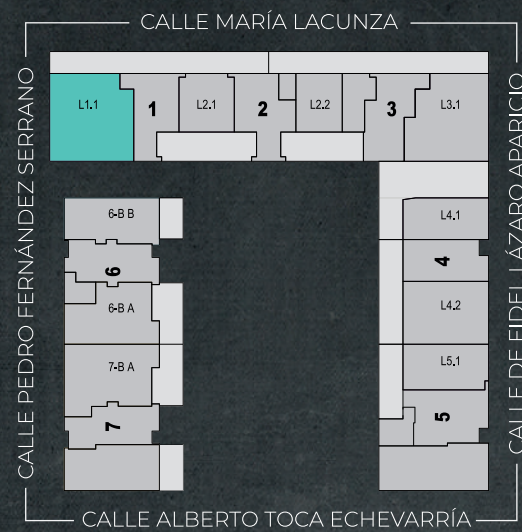 CALLE MARÍA LACUNZA
CALLE PEDRO FERNÁNDEZ SERRANO
CALLE DE FIDEL LÁZARO APARICIO
L1.1
1
L2.1
2
L2.2
3
L3.1
6-B B
L4.1
6
4
6-B A
L4.2
7-B A
L5.1
7
5
CALLE ALBERTO TOCA ECHEVARRÍA